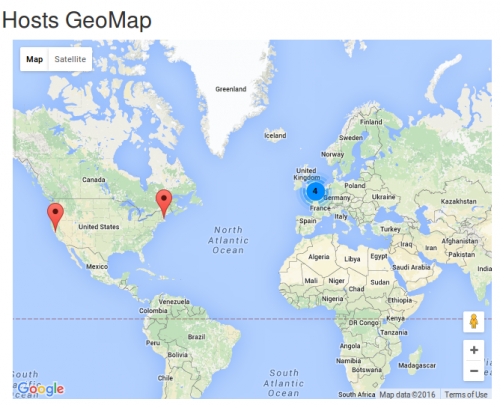 Hosts GeoMap
Map Satellite
Greenland
Iceland
Finland
Norway
Canada
United
Kingdom
4
Poland
Germany
Ukraine
Kazakhstan
France
Spain
Italy
Turkey
United States
North
Atlantic
Ocean
Iraq
Iran
Afghanistan
Pakistan
Algeria
Libya
Egypt
Saudi Arabia
India
Mexico
Mali
Niger
Sudan
Chad
Nigeria
Ethiopia
Venezuela
Colombia
DR Congo
Kenya
Tanzania
Brazil
Peru
Angola
Bolivia
Namibia
Botswana
Madagascar
Chile
South
Atlantic
Ocean
South
Africa
+
−
Google
Map data ©2016
Terms of Use